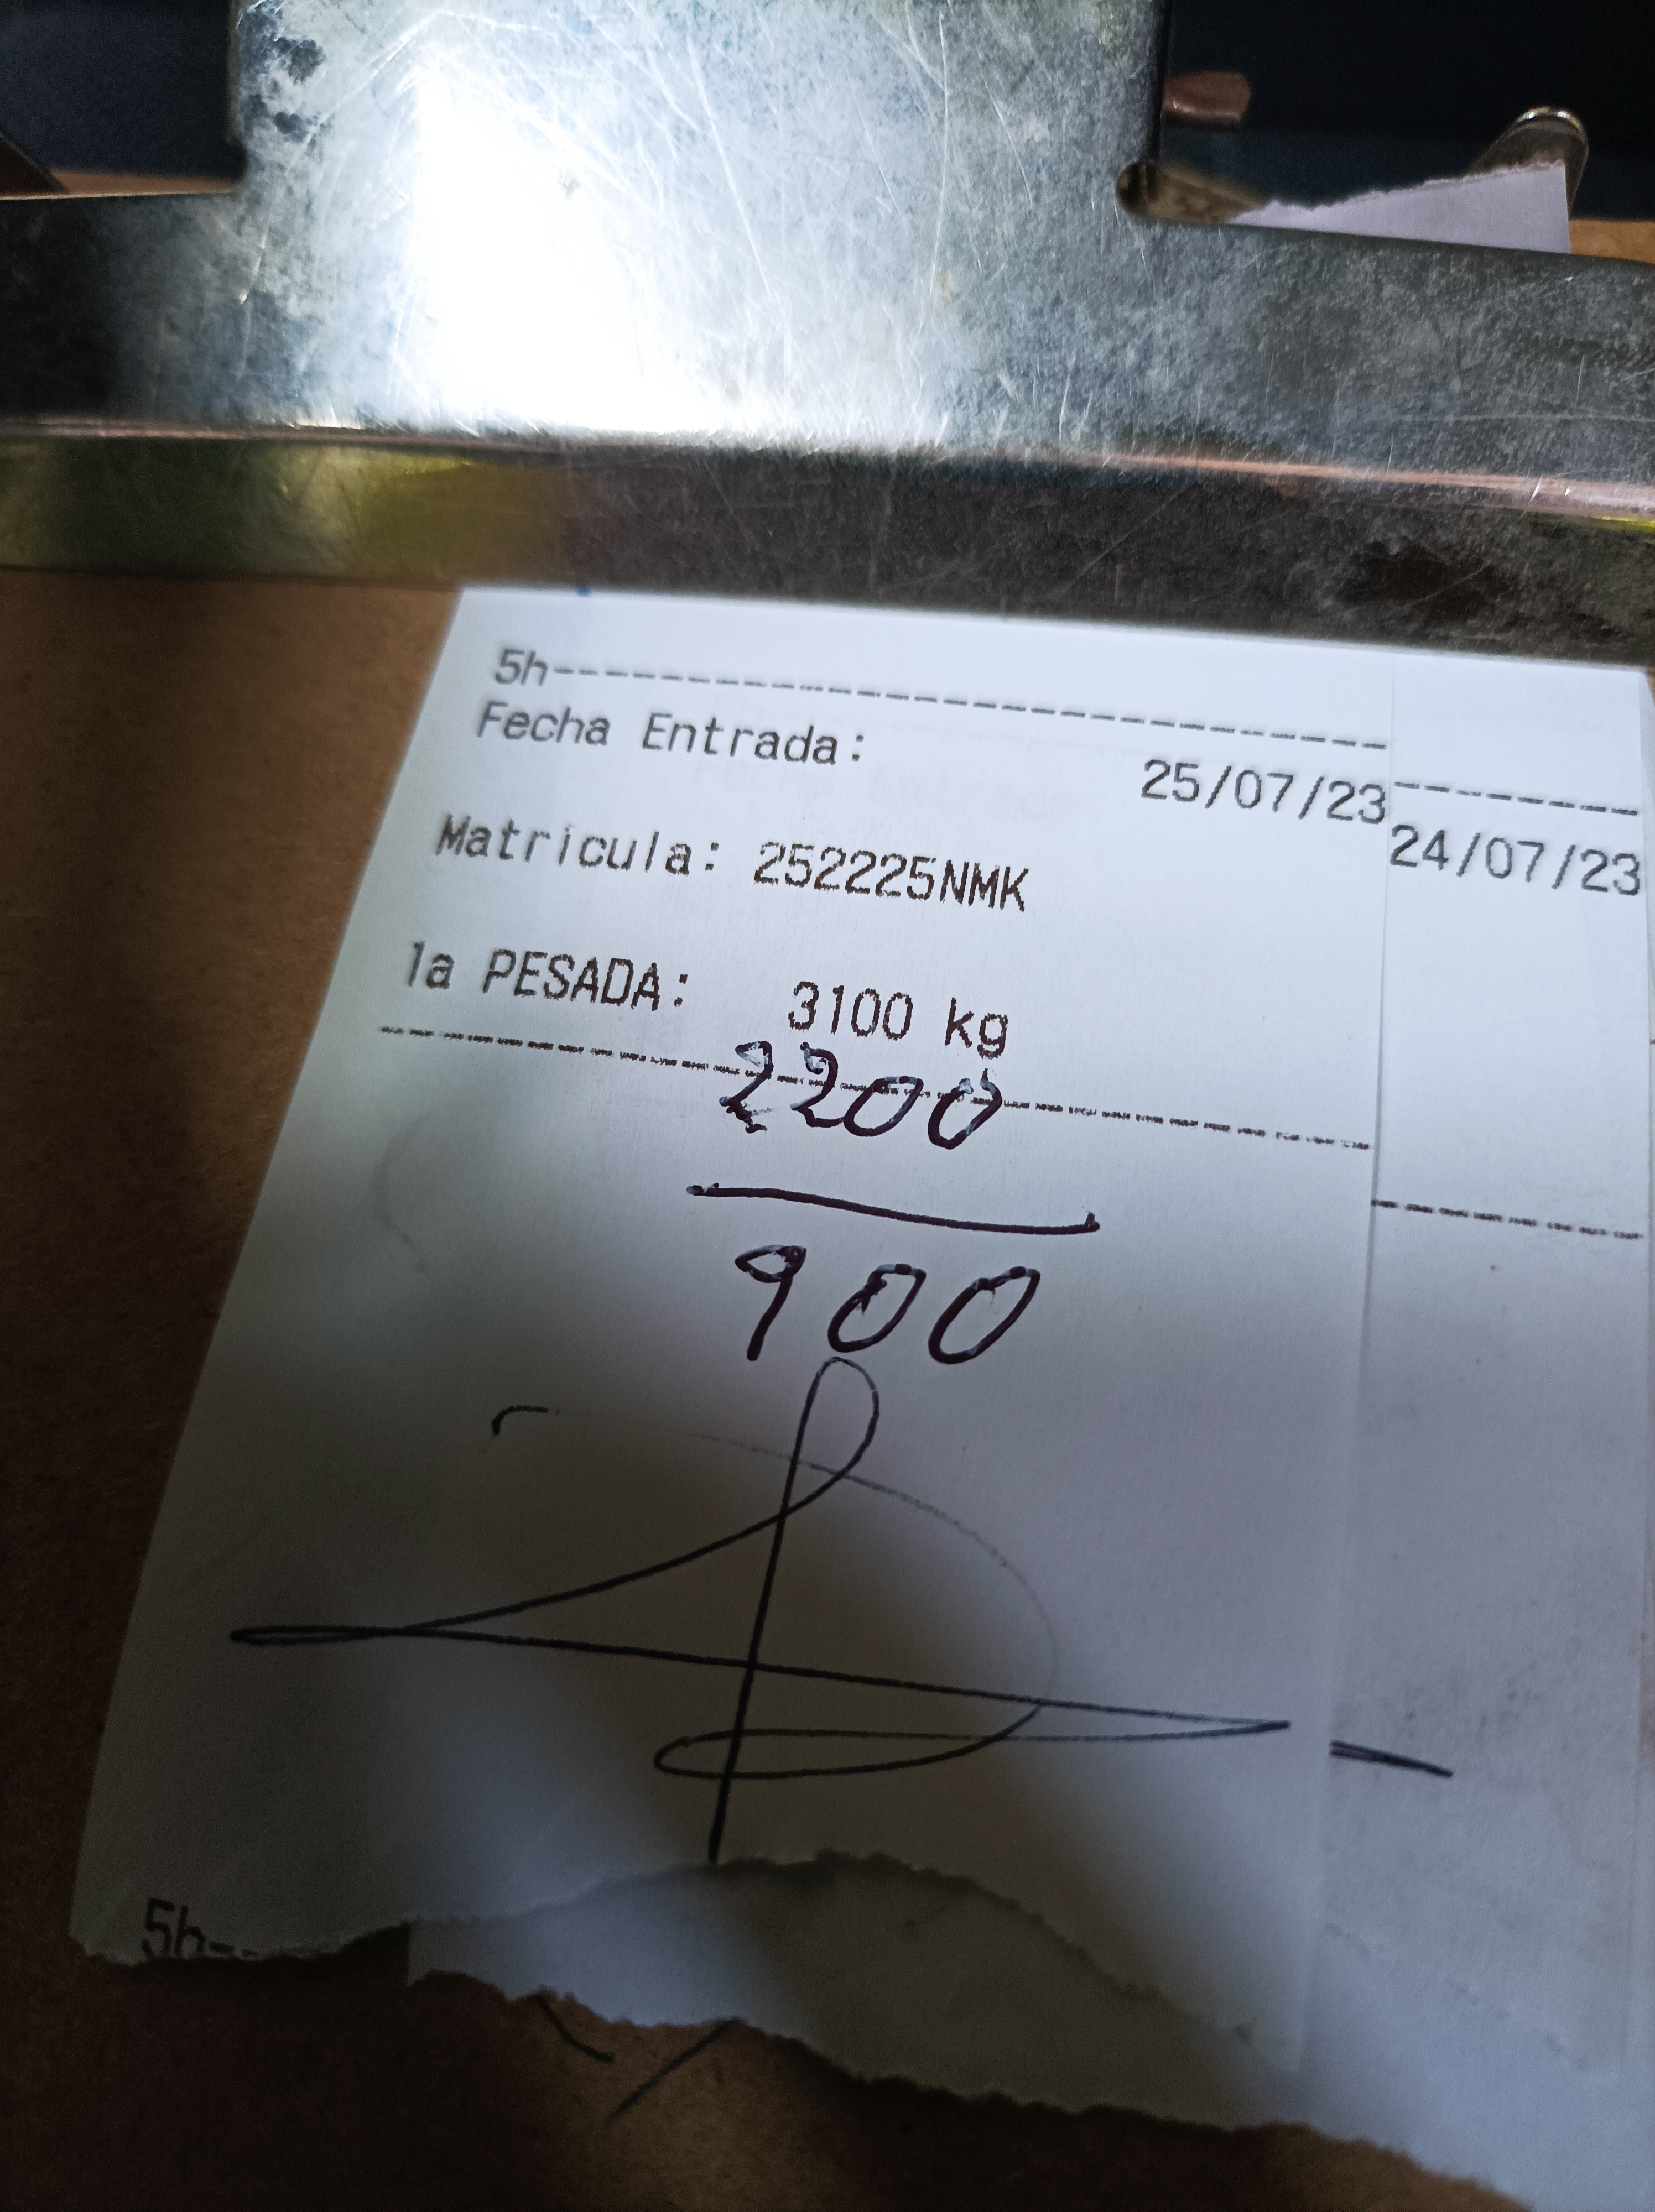 5h-------------------------------
Fecha Entrada:
25/07/23
Matricula: 252225NMK
1a PESADA: 3100 kg
2200
900
5h--
--------
24/07/23